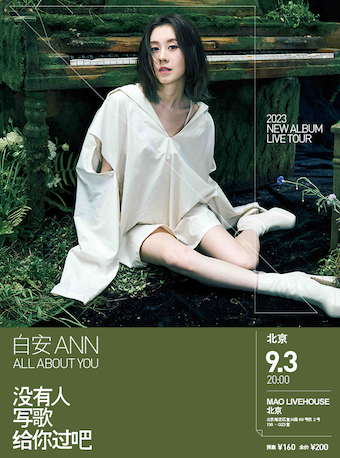 2023
NEW ALBUM
LIVE TOUR
白安 ANN
ALL ABOUT YOU
没有人
写歌
给你过吧
北京
9.3
20:00
MAO LIVEHOUSE
北京
预售 ¥160 全价 ¥200